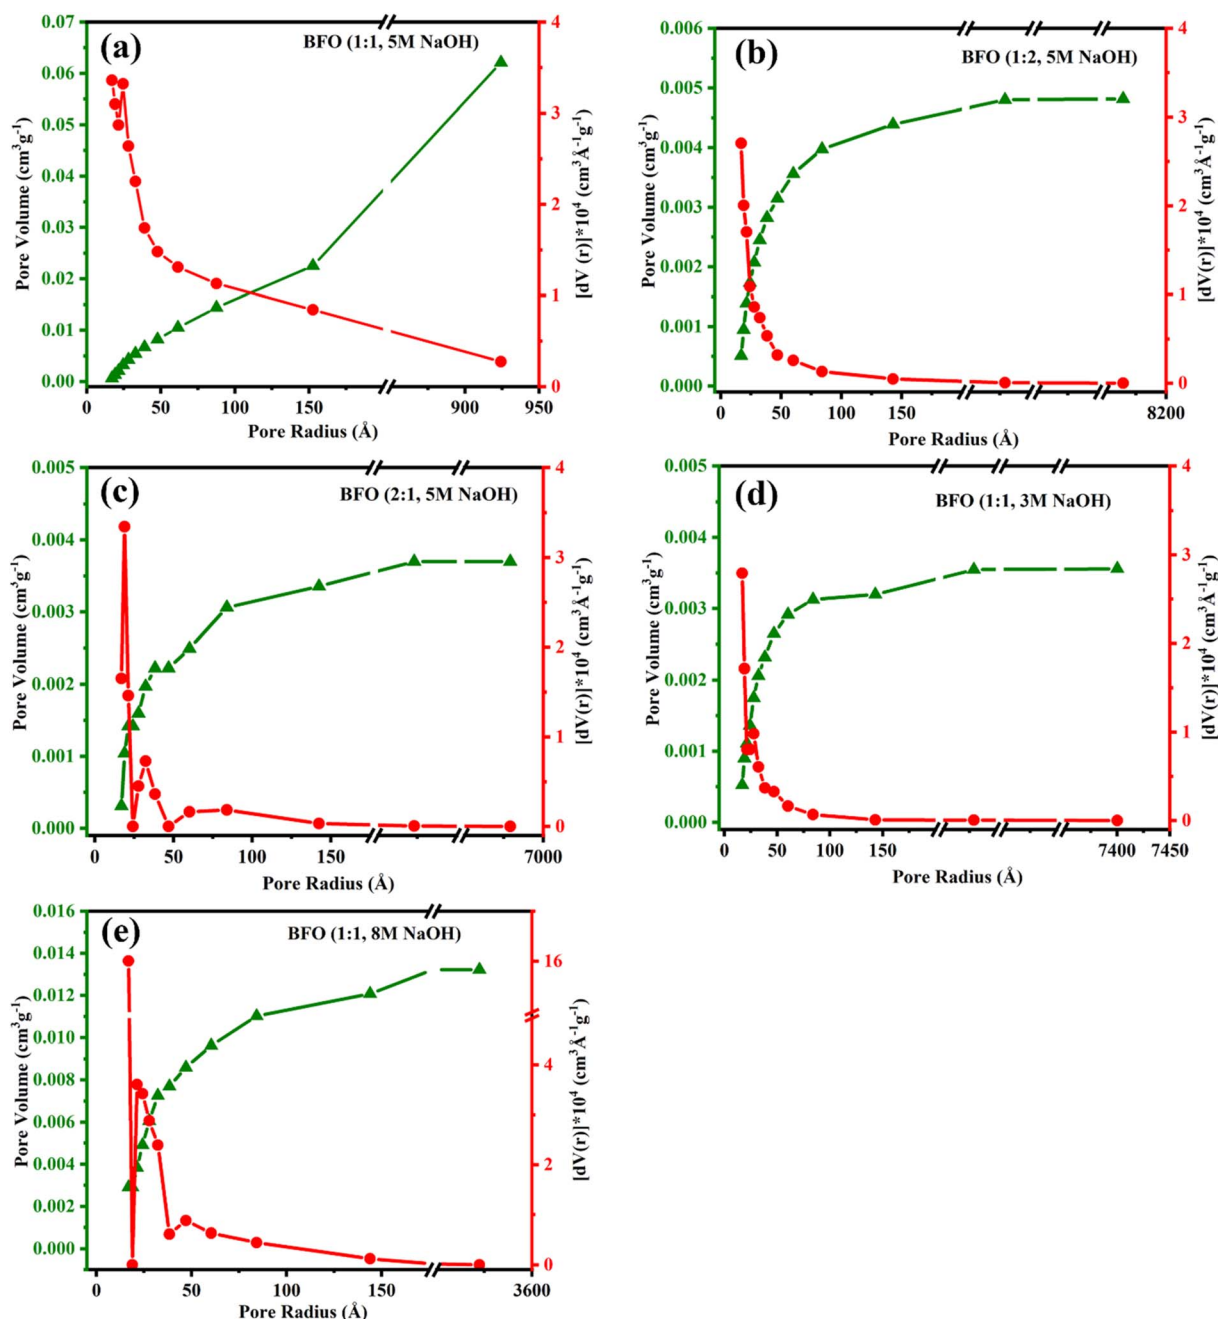 (a)
BFO (1:1, 5M NaOH)
0.07
0.06
0.05
0.04
0.03
0.02
0.01
0.00
Pore Volume (cm³g⁻¹)
4
3
2
1
0
[dV (r)]*10⁴ (cm³Å⁻¹g⁻¹)
0 50 100 150 900 950
Pore Radius (Å)
(b)
BFO (1:2, 5M NaOH)
0.006
0.005
0.004
0.003
0.002
0.001
0.000
Pore Volume (cm³g⁻¹)
4
3
2
1
0
[dV(r)]*10⁴ (cm³Å⁻¹g⁻¹)
0 50 100 150 8200
Pore Radius (Å)
(c)
BFO (2:1, 5M NaOH)
0.005
0.004
0.003
0.002
0.001
0.000
Pore Volume (cm³g⁻¹)
4
3
2
1
0
[dV(r)]*10⁴ (cm³Å⁻¹g⁻¹)
0 50 100 150 7000
Pore Radius (Å)
(d)
BFO (1:1, 3M NaOH)
0.005
0.004
0.003
0.002
0.001
0.000
Pore Volume (cm³g⁻¹)
4
3
2
1
0
[dV(r)]*10⁴ (cm³Å⁻¹g⁻¹)
0 50 100 150 7400 7450
Pore Radius (Å)
(e)
BFO (1:1, 8M NaOH)
0.016
0.014
0.012
0.010
0.008
0.006
0.004
0.002
0.000
Pore Volume (cm³g⁻¹)
16
4
2
0
[dV(r)]*10⁴ (cm³Å⁻¹g⁻¹)
0 50 100 150 3600
Pore Radius (Å)